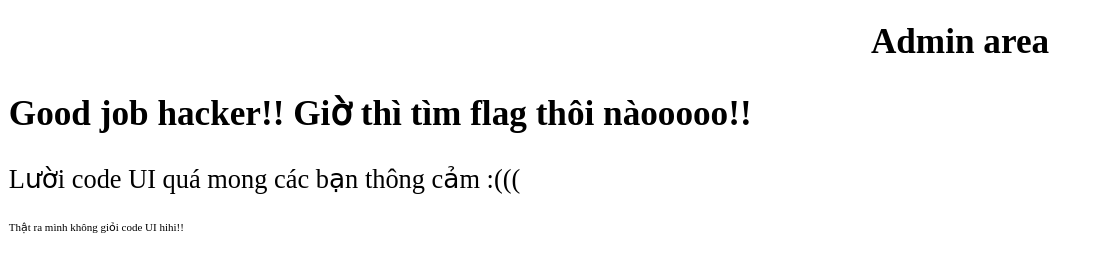 Admin area
Good job hacker!! Giờ thì tìm flag thôi nàooooo!!
Lười code UI quá mong các bạn thông cảm :(((
Thật ra mình không giỏi code UI hihi!!